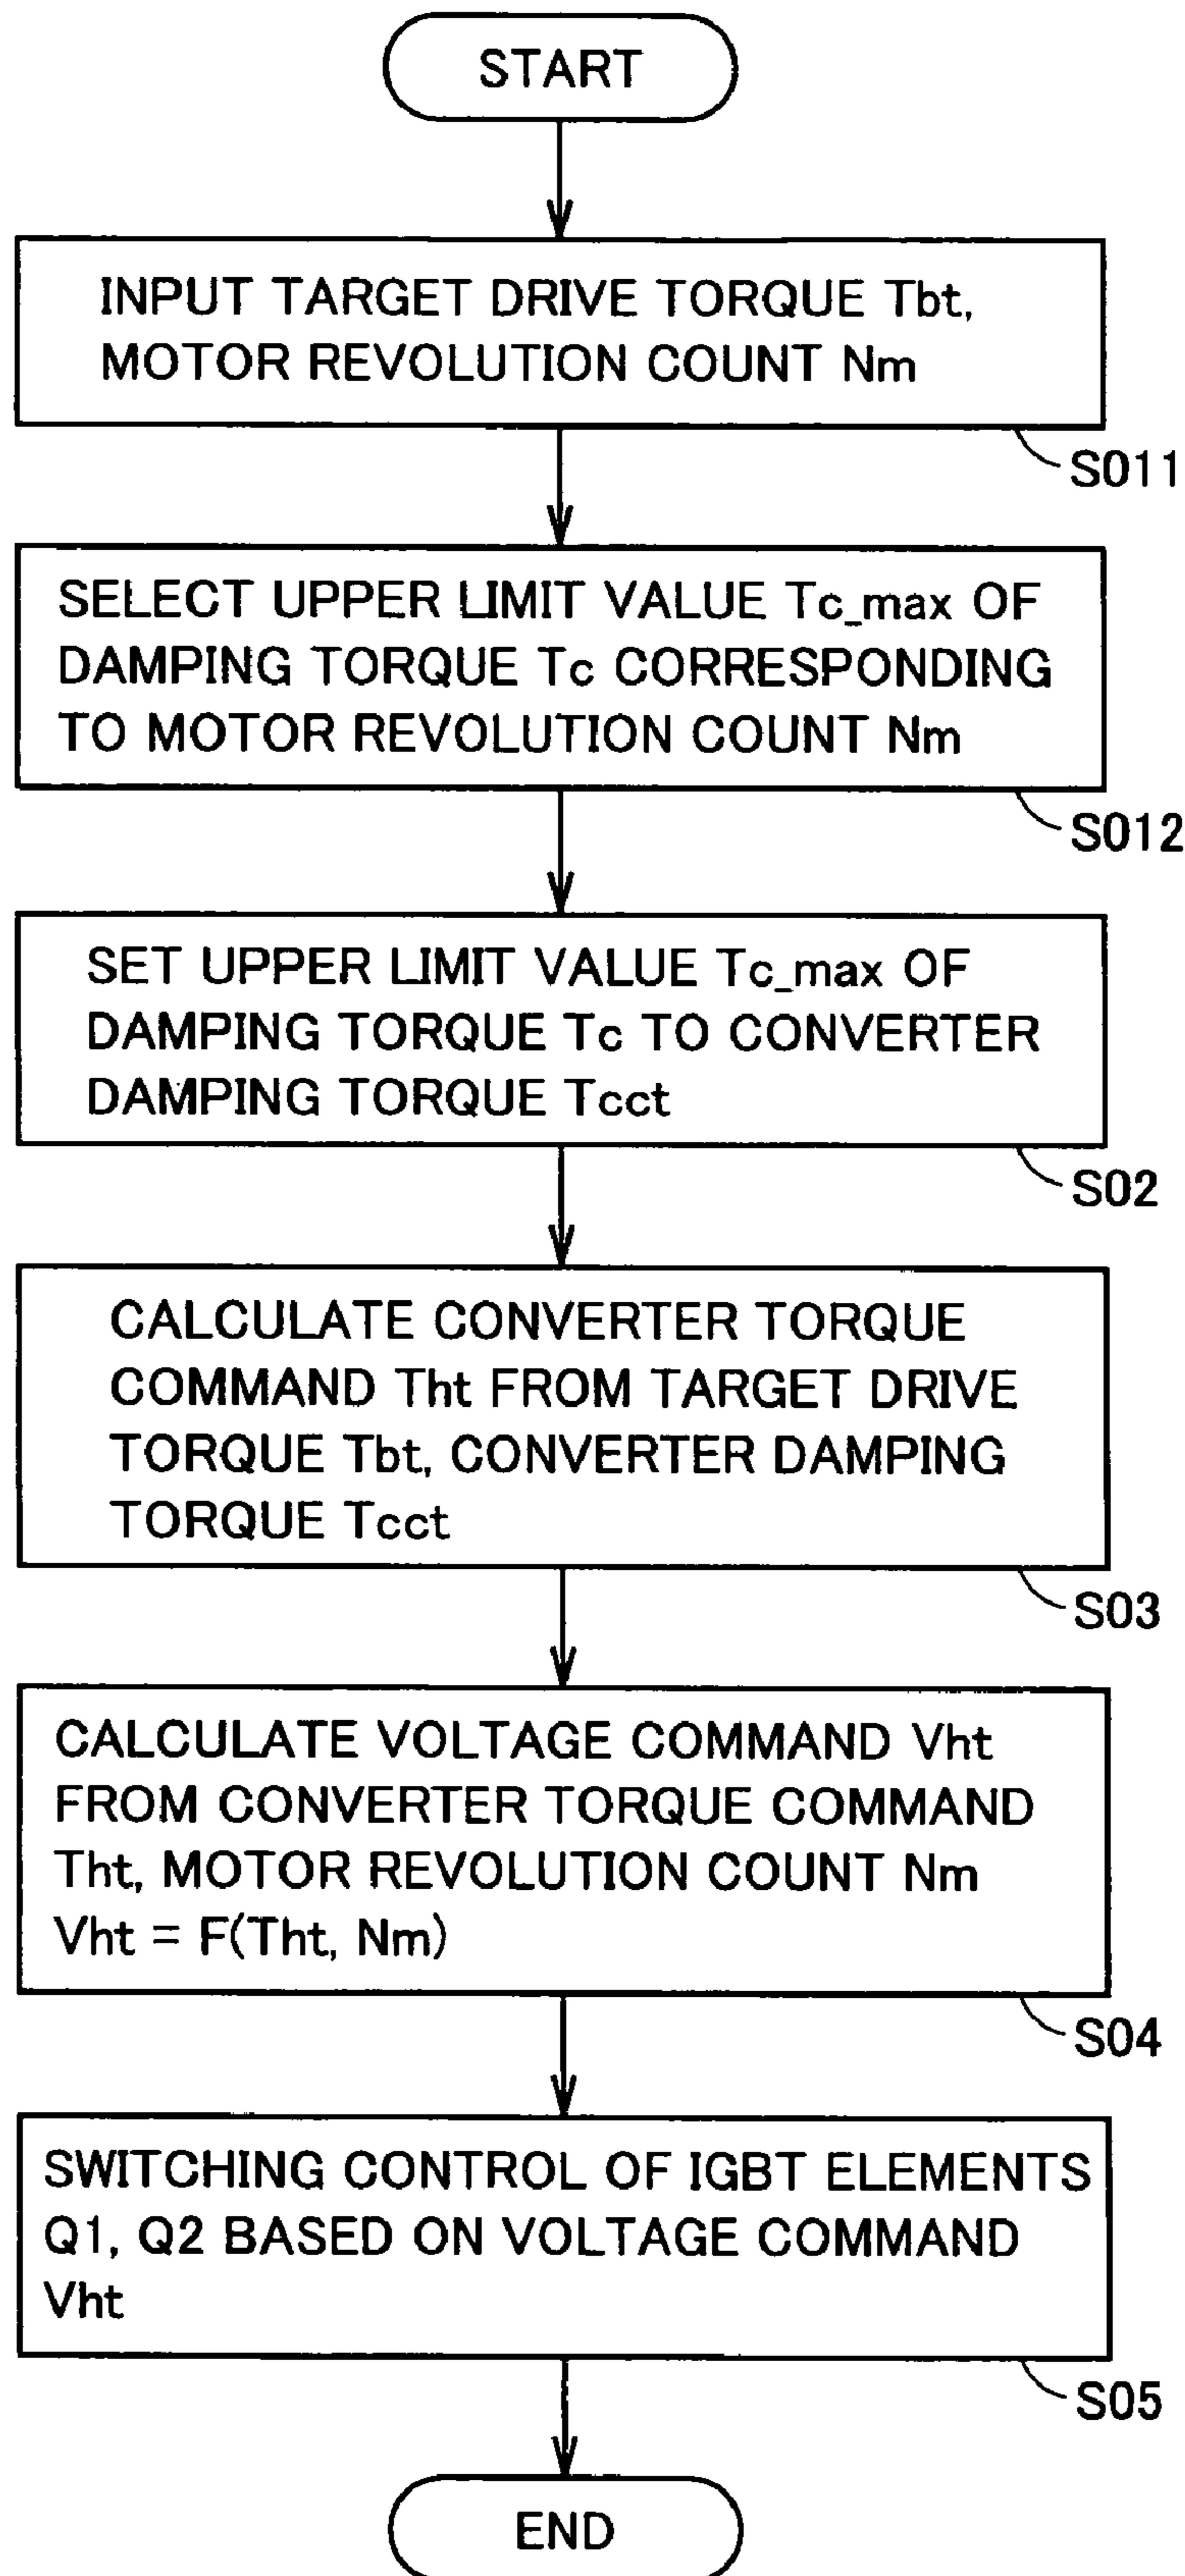 START
INPUT TARGET DRIVE TORQUE Tbt,
MOTOR REVOLUTION COUNT Nm
S011
SELECT UPPER LIMIT VALUE Tc_max OF
DAMPING TORQUE Tc CORRESPONDING
TO MOTOR REVOLUTION COUNT Nm
S012
SET UPPER LIMIT VALUE Tc_max OF
DAMPING TORQUE Tc TO CONVERTER
DAMPING TORQUE Tcct
S02
CALCULATE CONVERTER TORQUE
COMMAND Tht FROM TARGET DRIVE
TORQUE Tbt, CONVERTER DAMPING
TORQUE Tcct
S03
CALCULATE VOLTAGE COMMAND Vht
FROM CONVERTER TORQUE COMMAND
Tht, MOTOR REVOLUTION COUNT Nm
Vht = F(Tht, Nm)
S04
SWITCHING CONTROL OF IGBT ELEMENTS
Q1, Q2 BASED ON VOLTAGE COMMAND
Vht
S05
END